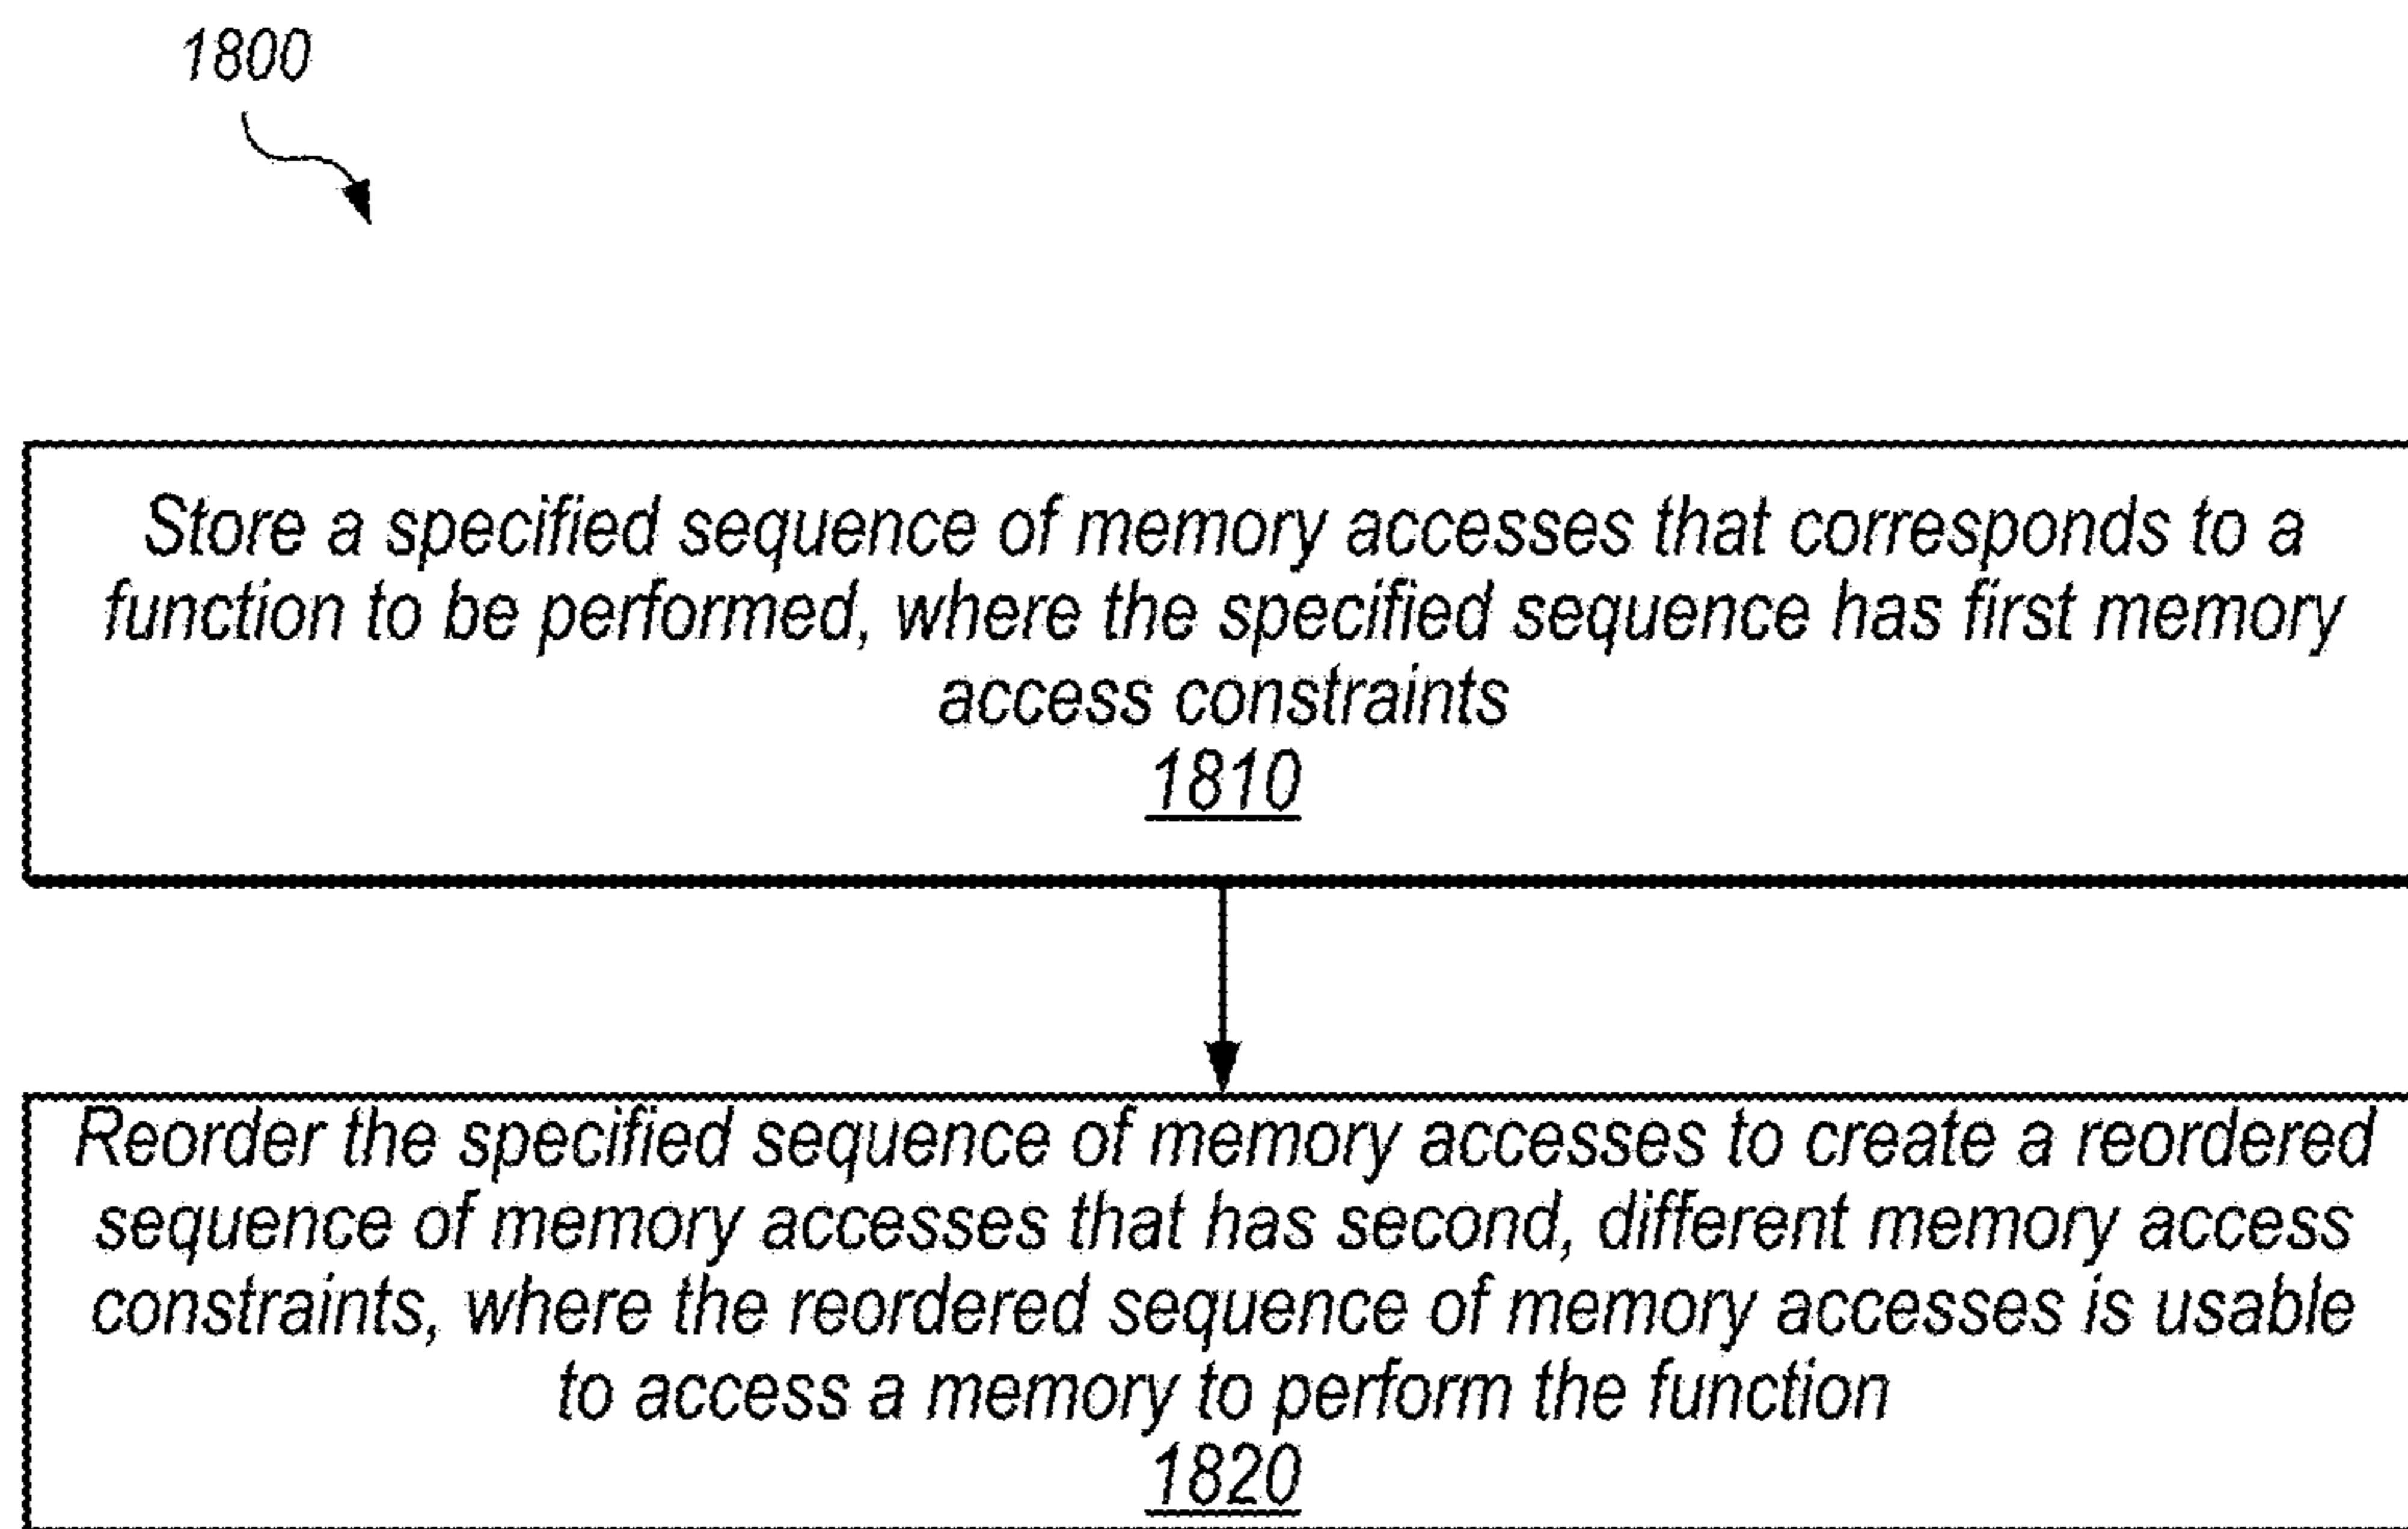 1800
Store a specified sequence of memory accesses that corresponds to a
function to be performed, where the specified sequence has first memory
access constraints
1810
Reorder the specified sequence of memory accesses to create a reordered
sequence of memory accesses that has second, different memory access
constraints, where the reordered sequence of memory accesses is usable
to access a memory to perform the function
1820